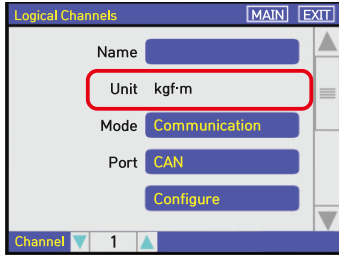 Logical Channels MAIN EXIT
Name
Unit kgf·m
Mode Communication
Port CAN
Configure
Channel 1